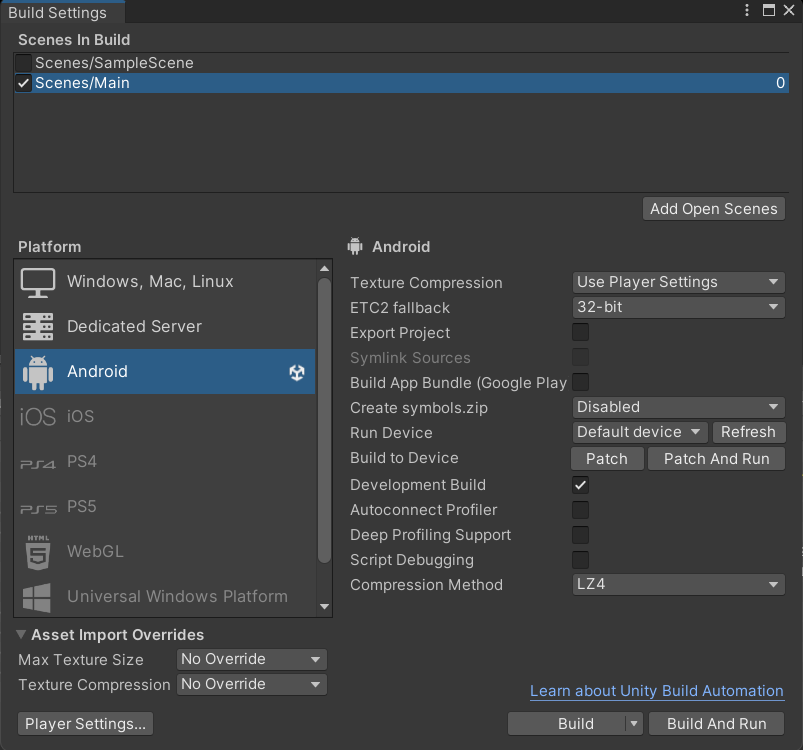 Build Settings
Scenes In Build
Scenes/SampleScene
Scenes/Main 0
Add Open Scenes
Platform
Windows, Mac, Linux
Dedicated Server
Android
iOS iOS
PS4 PS4
PS5 PS5
HTML 5 WebGL
Universal Windows Platform
Android
Texture Compression Use Player Settings
ETC2 fallback 32-bit
Export Project
Symlink Sources
Build App Bundle (Google Play
Create symbols.zip Disabled
Run Device Default device Refresh
Build to Device Patch Patch And Run
Development Build
Autoconnect Profiler
Deep Profiling Support
Script Debugging
Compression Method LZ4
Asset Import Overrides
Max Texture Size No Override
Texture Compression No Override
Learn about Unity Build Automation
Player Settings... Build Build And Run